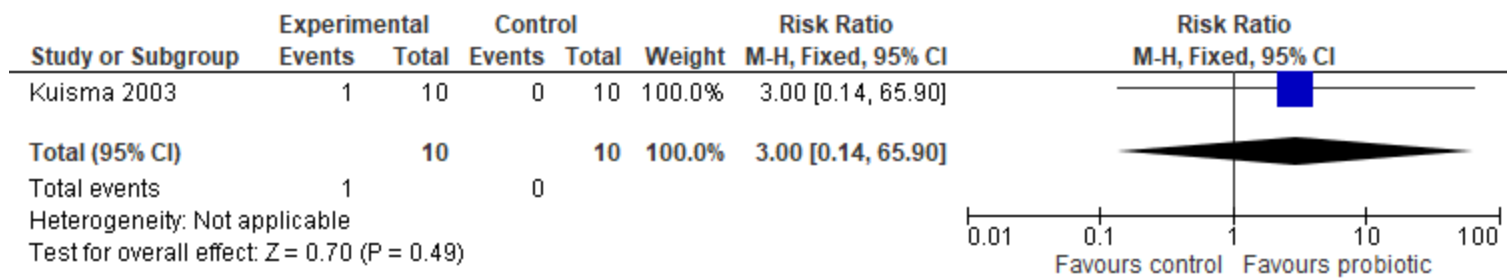 Experimental Control Risk Ratio Risk Ratio
Study or Subgroup Events Total Events Total Weight M-H, Fixed, 95% CI M-H, Fixed, 95% CI
Kuisma 2003 1 10 0 10 100.0% 3.00 [0.14, 65.90]
Total (95% CI) 10 10 100.0% 3.00 [0.14, 65.90]
Total events 1 0
Heterogeneity: Not applicable
Test for overall effect: Z = 0.70 (P = 0.49)
0.01 0.1 1 10 100
Favours control Favours probiotic